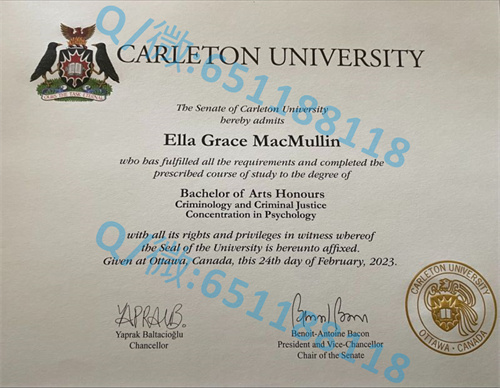 CARLETON UNIVERSITY
The Senate of Carleton University
hereby admits
Ella Grace MacMullin
who has fulfilled all the requirements and completed the
prescribed course of study to the degree of
Bachelor of Arts Honours
Criminology and Criminal Justice
Concentration in Psychology
with all its rights and privileges in witness whereof
the Seal of the University is hereunto affixed.
Given at Ottawa, Canada, this 24th day of February, 2023.
Yaprak Baltacioğlu
Chancellor
Benoit-Antoine Bacon
President and Vice-Chancellor
Chair of the Senate
CARLETON UNIVERSITY
OTTAWA · CANADA
Q/微:651188118
Q/微:651188118